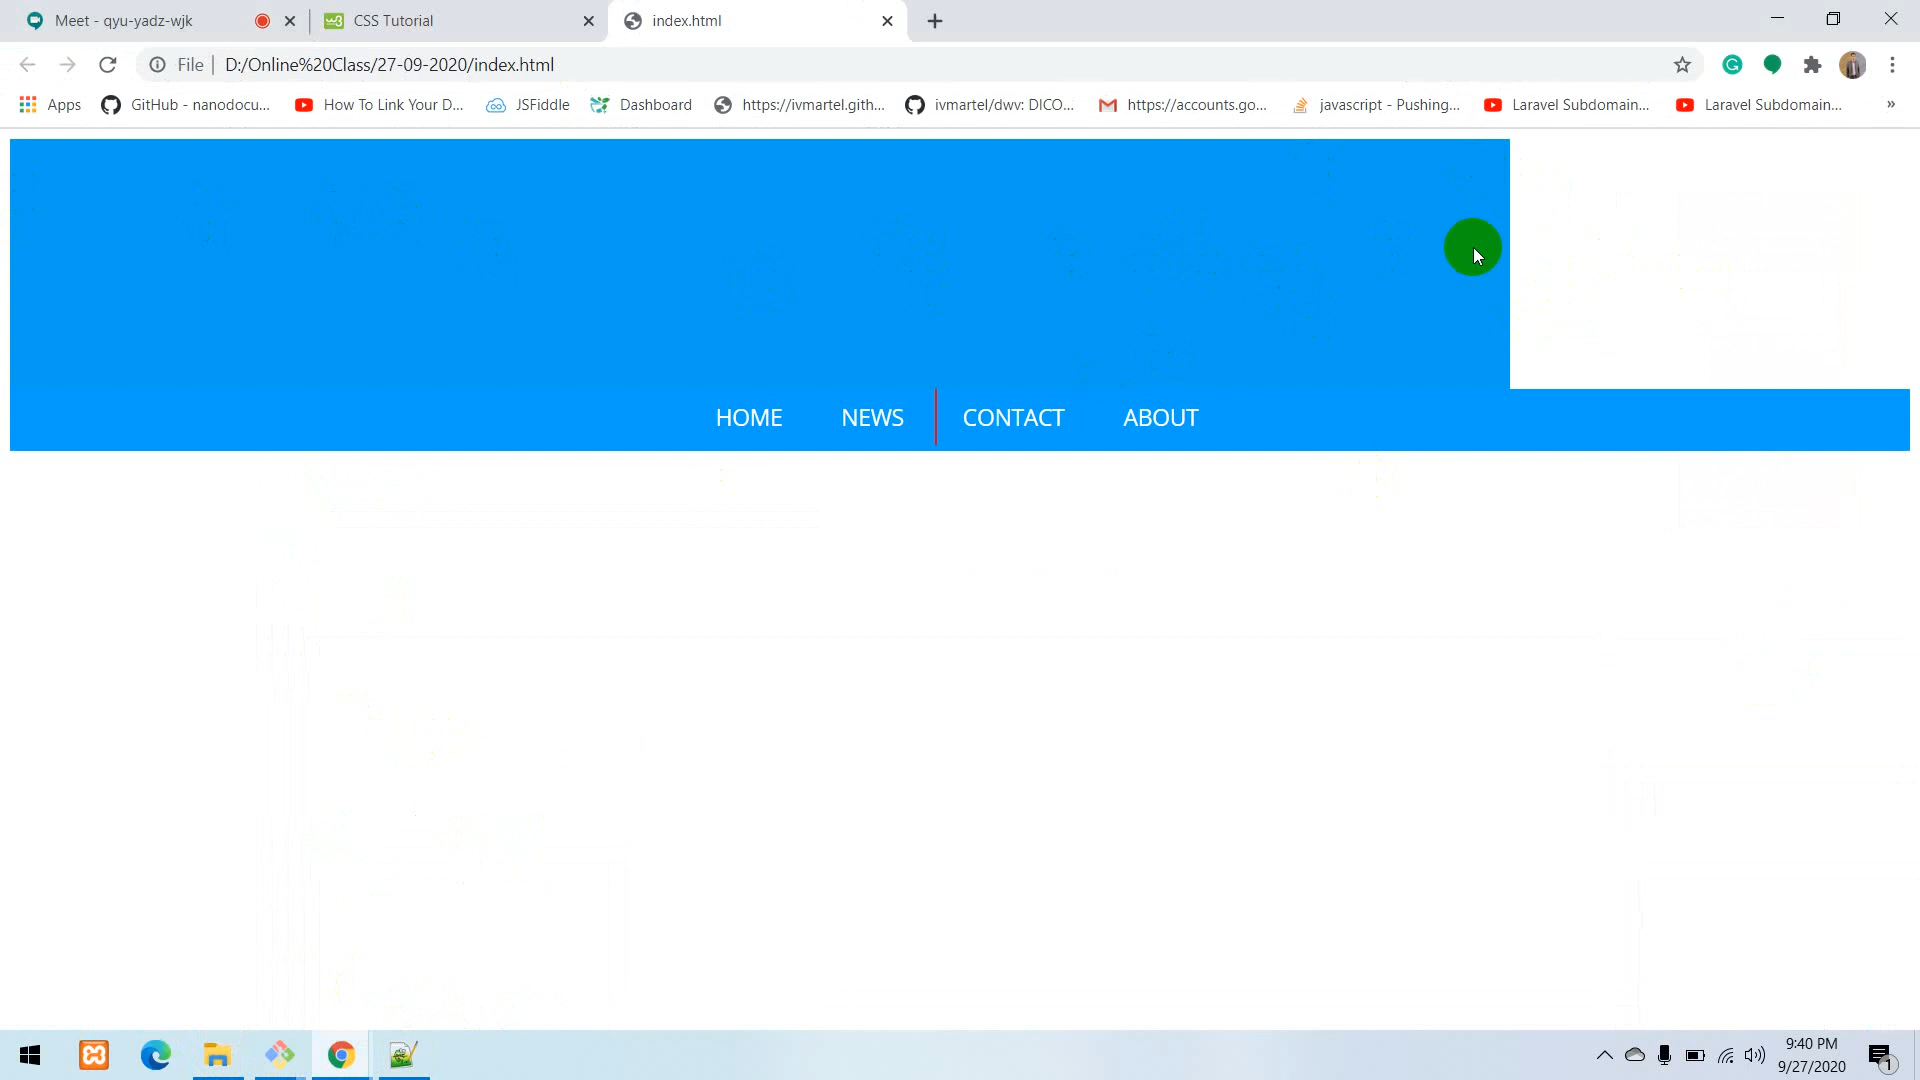 Meet - qyu-yadz-wjk
CSS Tutorial
index.html
File | D:/Online%20Class/27-09-2020/index.html
Apps
GitHub - nanodocu...
How To Link Your D...
JSFiddle
Dashboard
https://ivmartel.gith...
ivmartel/dwv: DICO...
https://accounts.go...
javascript - Pushing...
Laravel Subdomain...
Laravel Subdomain...
»
HOME NEWS CONTACT ABOUT
9:40 PM
9/27/2020
1